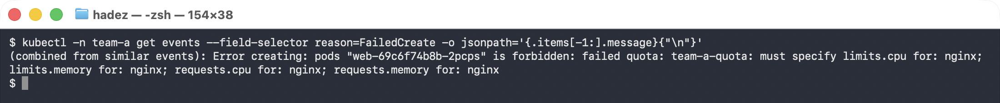 hadez — -zsh — 154×38
$ kubectl -n team-a get events --field-selector reason=FailedCreate -o jsonpath='{.items[-1:].message}{"\n"}'
(combined from similar events): Error creating: pods "web-69c6f74b8b-2pcps" is forbidden: failed quota: team-a-quota: must specify limits.cpu for: nginx;
limits.memory for: nginx; requests.cpu for: nginx; requests.memory for: nginx
$